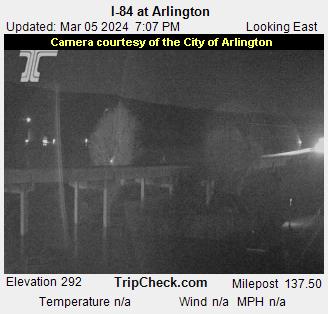 I-84 at Arlington
Updated: Mar 05 2024 7:07 PM Looking East
Camera courtesy of the City of Arlington
Elevation 292 TripCheck.com Milepost 137.50
Temperature n/a Wind n/a MPH n/a